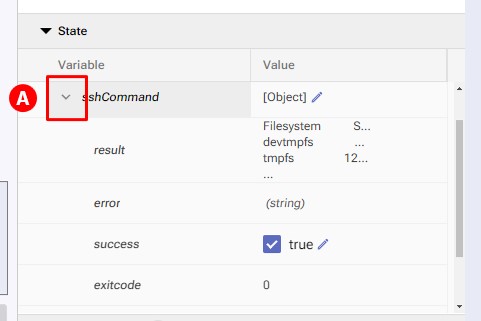 State
Variable Value
A sshCommand [Object]
result Filesystem S...
devtmpfs ...
tmpfs 12...
...
error (string)
success true
exitcode 0